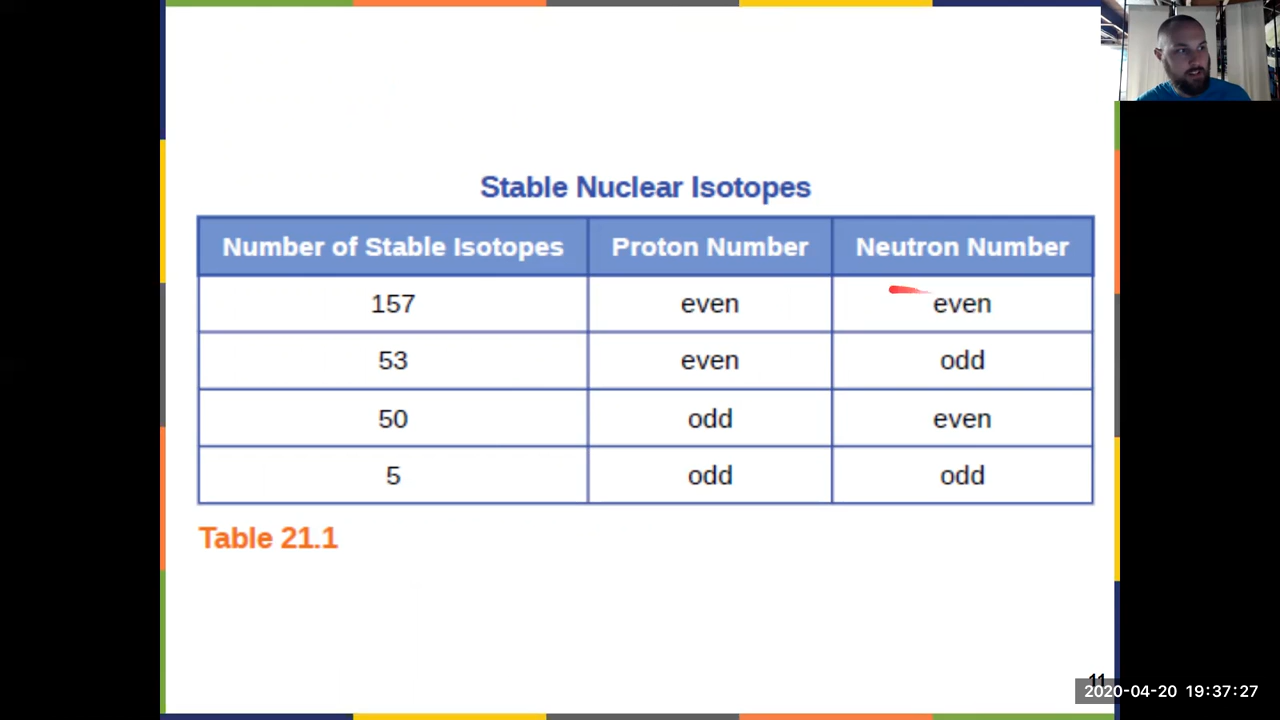 Stable Nuclear Isotopes
Number of Stable Isotopes Proton Number Neutron Number
157 even even
53 even odd
50 odd even
5 odd odd
Table 21.1
11
2020-04-20 19:37:27